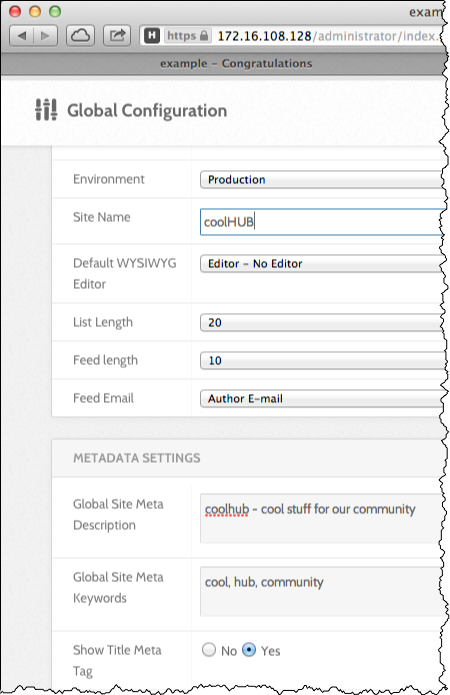 exam
H https 172.16.108.128/administrator/index.
example – Congratulations
Global Configuration
Environment Production
Site Name coolHUB
Default WYSIWYG Editor – No Editor
Editor
List Length 20
Feed length 10
Feed Email Author E-mail
METADATA SETTINGS
Global Site Meta coolhub - cool stuff for our community
Description
Global Site Meta cool, hub, community
Keywords
Show Title Meta No Yes
Tag